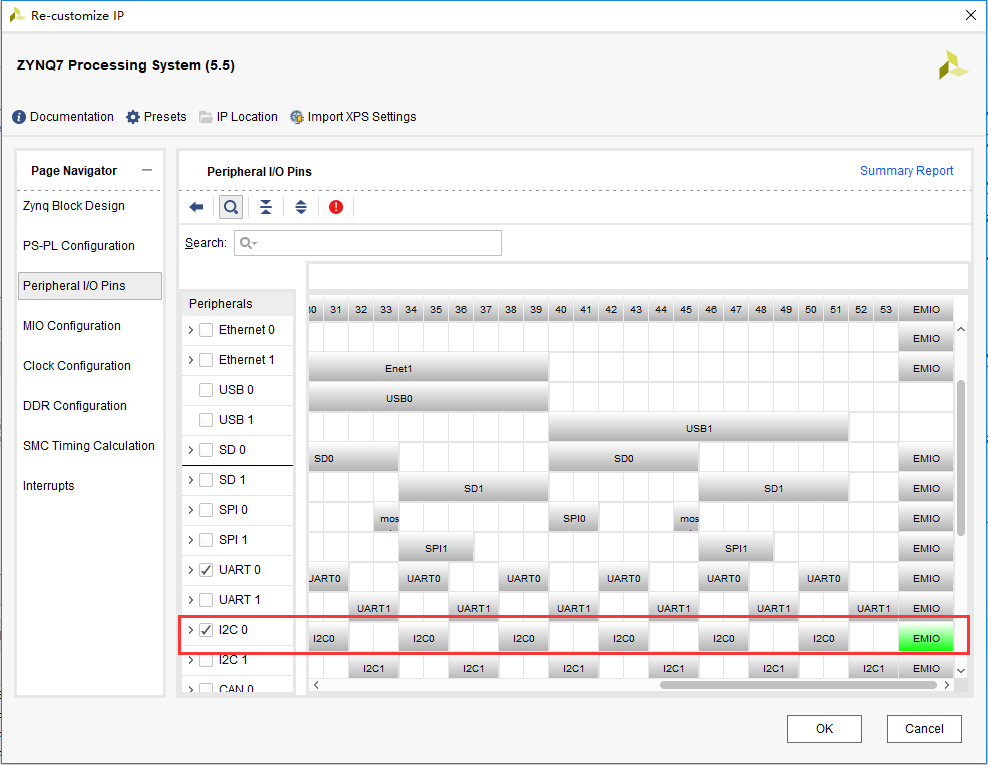 Re-customize IP
ZYNQ7 Processing System (5.5)
Documentation Presets IP Location Import XPS Settings
Page Navigator
Zynq Block Design
PS-PL Configuration
Peripheral I/O Pins
MIO Configuration
Clock Configuration
DDR Configuration
SMC Timing Calculation
Interrupts
Peripheral I/O Pins Summary Report
Search:
Peripherals 30 31 32 33 34 35 36 37 38 39 40 41 42 43 44 45 46 47 48 49 50 51 52 53 EMIO
Ethernet 0 EMIO
Ethernet 1 Enet1 EMIO
USB 0 USB0
USB 1 USB1
SD 0 SD0 SD0 EMIO
SD 1 SD1 SD1 EMIO
SPI 0 mos SPI0 mos EMIO
SPI 1 SPI1 SPI1 EMIO
UART 0 UART0 UART0 UART0 UART0 UART0 UART0 EMIO
UART 1 UART1 UART1 UART1 UART1 UART1 UART1 EMIO
I2C 0 I2C0 I2C0 I2C0 I2C0 I2C0 I2C0 EMIO
I2C 1 I2C1 I2C1 I2C1 I2C1 I2C1 I2C1 EMIO
CAN 0
OK Cancel